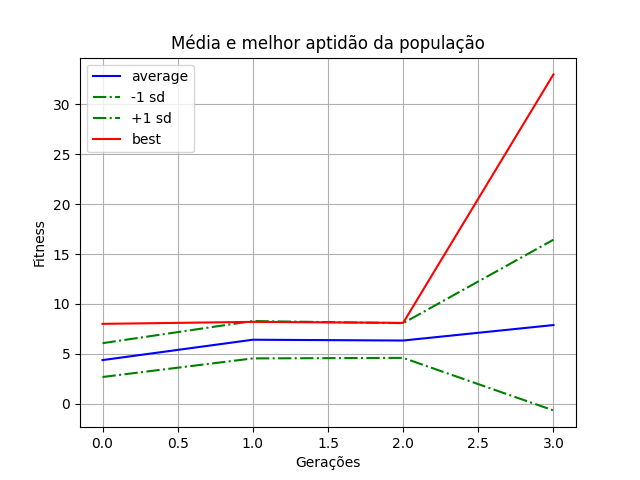 Média e melhor aptidão da população
average
-1 sd
+1 sd
best
Fitness
30
25
20
15
10
5
0
0.0 0.5 1.0 1.5 2.0 2.5 3.0
Gerações